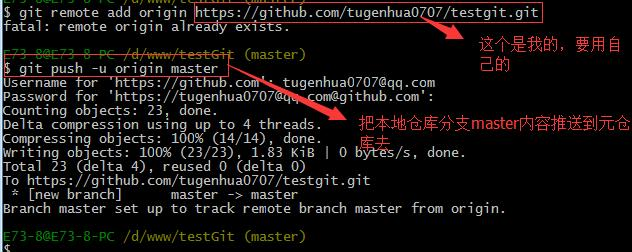 $ git remote add origin https://github.com/tugenhua0707/testgit.git
fatal: remote origin already exists.
这个是我的，要用自
己的
E73-8@E73-8-PC /d/www/testGit (master)
$ git push -u origin master
Username for 'https://github.com': tugenhua0707@qq.com
Password for 'https://tugenhua0707@qq.com@github.com':
Counting objects: 23, done.
Delta compression using up to 4 threads.
把本地仓库分支master内容推送到元仓
库去
Compressing objects: 100% (14/14), done.
Writing objects: 100% (23/23), 1.83 KiB | 0 bytes/s, done.
Total 23 (delta 4), reused 0 (delta 0)
To https://github.com/tugenhua0707/testgit.git
 * [new branch]      master -> master
Branch master set up to track remote branch master from origin.
E73-8@E73-8-PC /d/www/testGit (master)
$